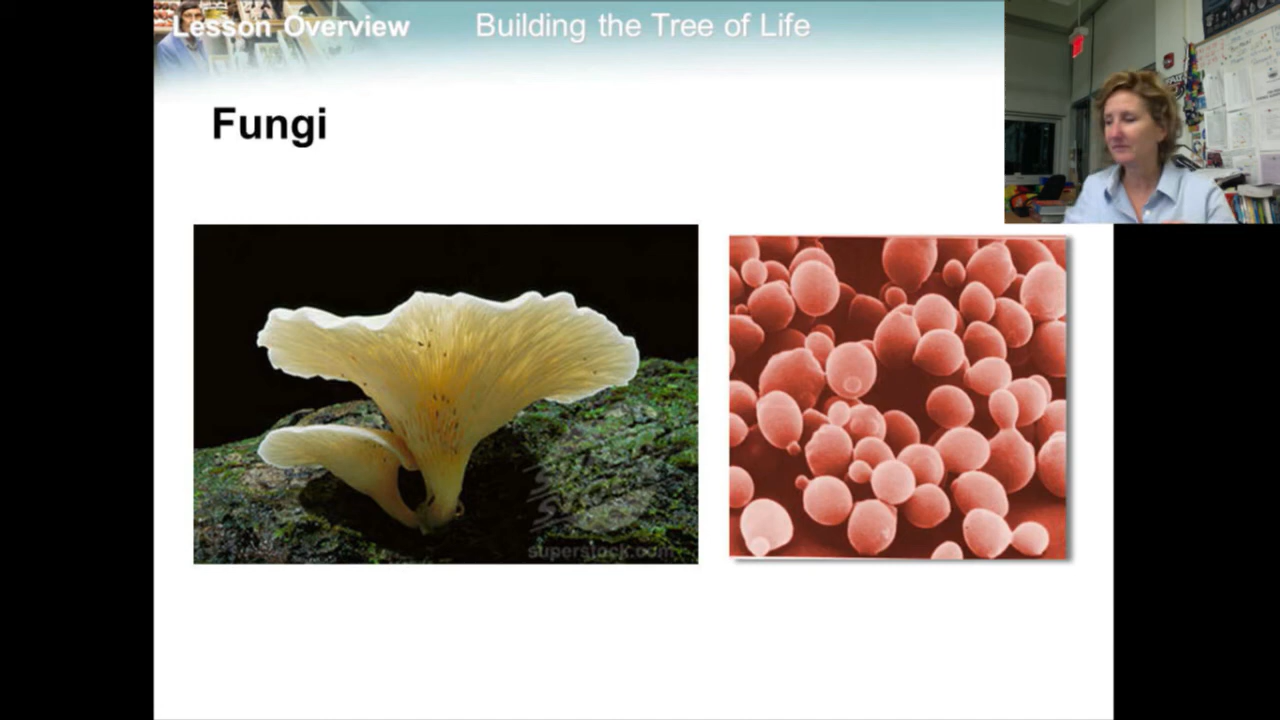 Lesson Overview
Building the Tree of Life
Fungi
superstock.com